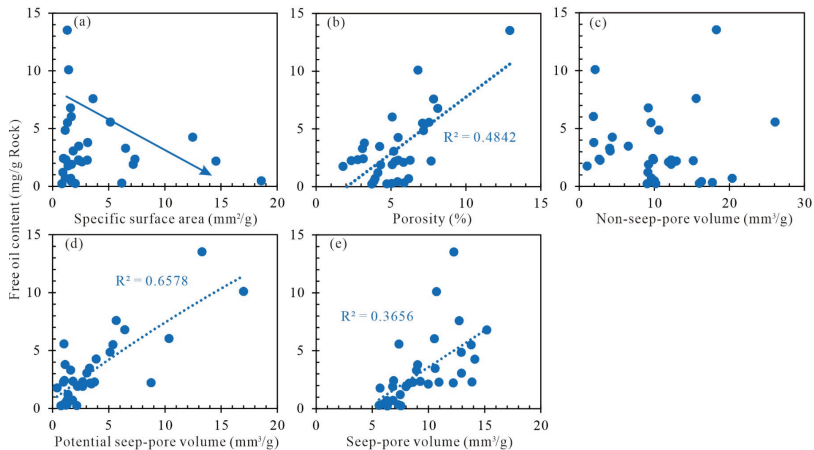 (a)
15
10
5
0
0 5 10 15 20
Specific surface area (mm²/g)
(b)
15
10
5
0
R² = 0.4842
0 5 10 15
Porosity (%)
(c)
15
10
5
0
0 10 20 30
Non-seep-pore volume (mm³/g)
Free oil content (mg/g Rock)
(d)
15
10
5
0
R² = 0.6578
0 5 10 15 20
Potential seep-pore volume (mm³/g)
(e)
15
10
5
0
R² = 0.3656
0 5 10 15 20
Seep-pore volume (mm³/g)